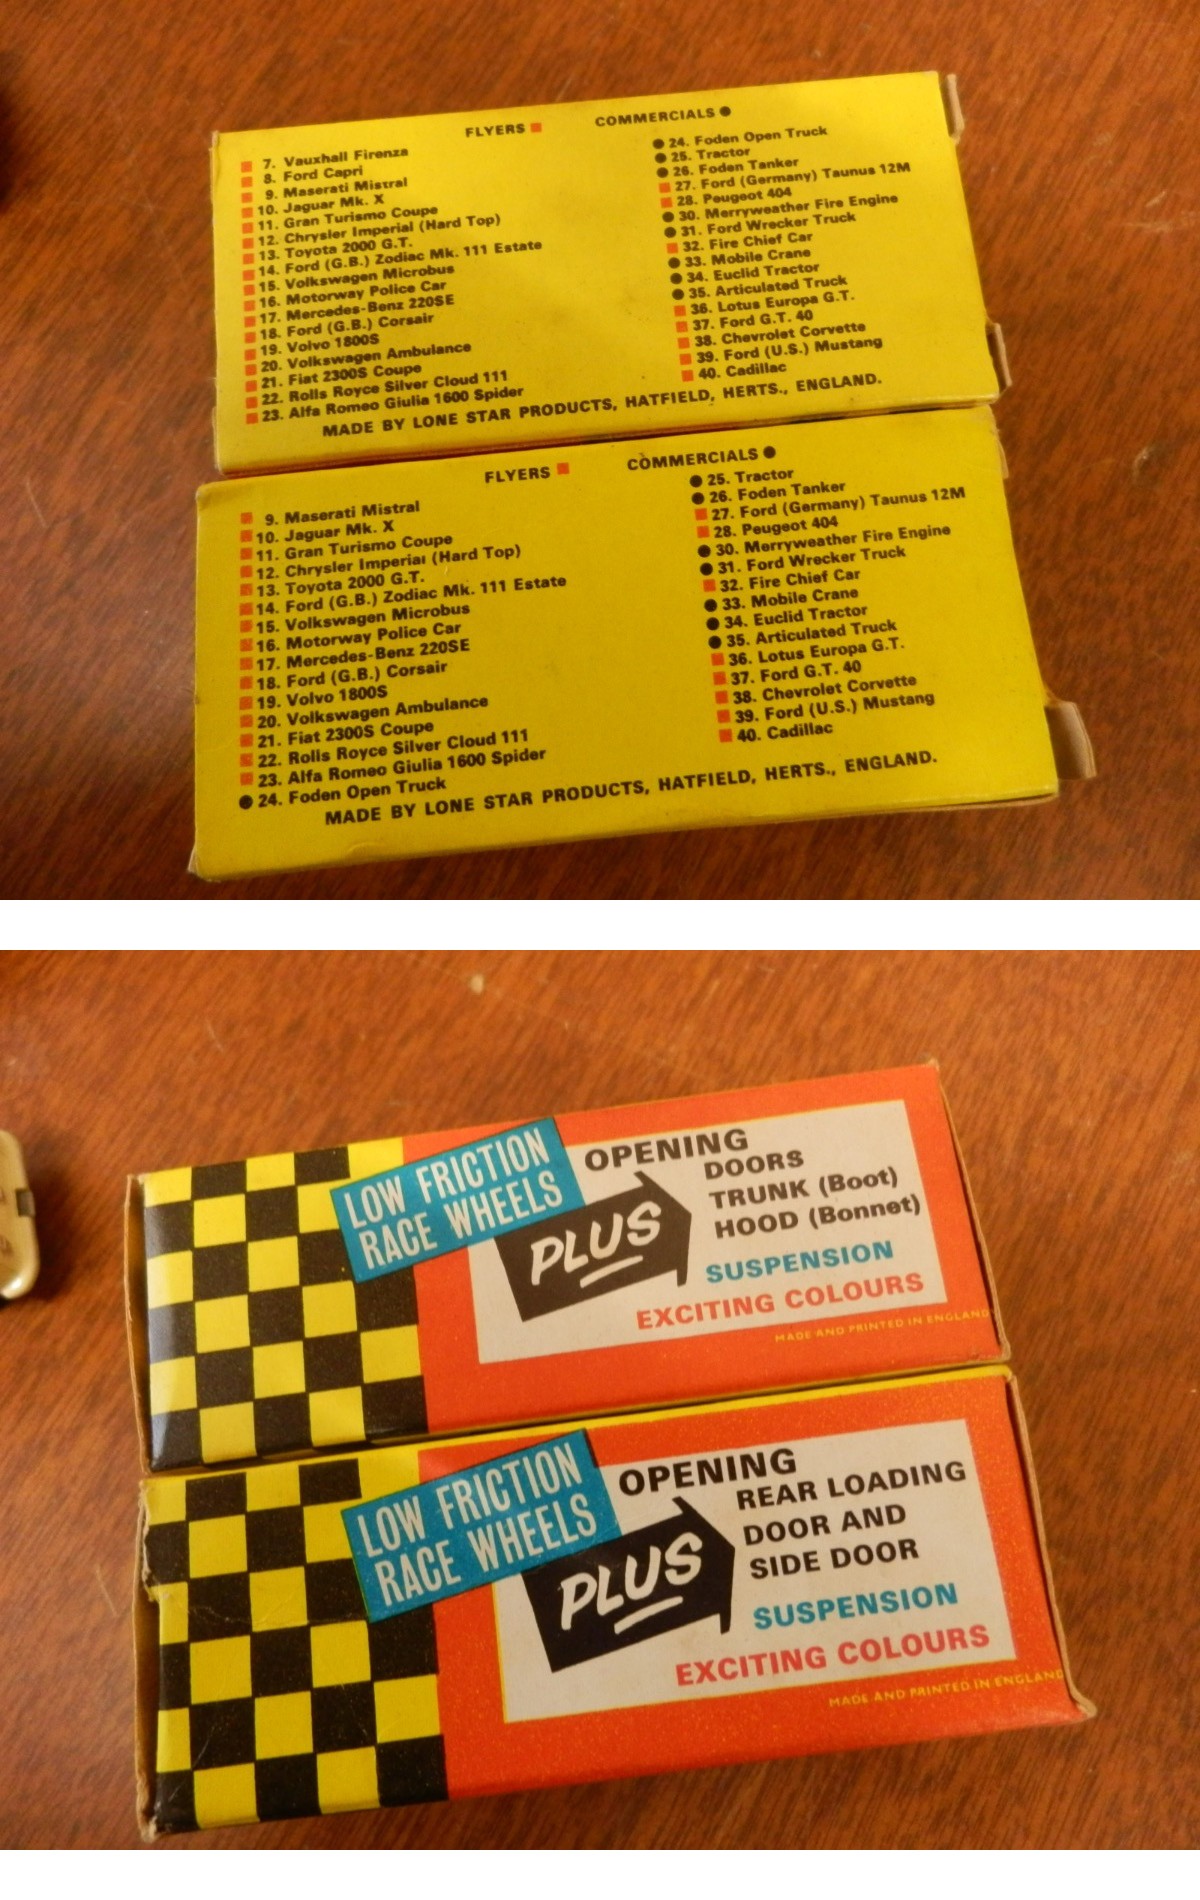 FLYERS ■ COMMERCIALS ●
■ 7. Vauxhall Firenza
■ 8. Ford Capri
■ 9. Maserati Mistral
■ 10. Jaguar Mk. X
■ 11. Gran Turismo Coupe
■ 12. Chrysler Imperial (Hard Top)
■ 13. Toyota 2000 G.T.
■ 14. Ford (G.B.) Zodiac Mk. 111 Estate
■ 15. Volkswagen Microbus
■ 16. Motorway Police Car
■ 17. Mercedes-Benz 220SE
■ 18. Ford (G.B.) Corsair
■ 19. Volvo 1800S
■ 20. Volkswagen Ambulance
■ 21. Fiat 2300S Coupe
■ 22. Rolls Royce Silver Cloud 111
■ 23. Alfa Romeo Giulia 1600 Spider
● 24. Foden Open Truck
● 25. Tractor
● 26. Foden Tanker
■ 27. Ford (Germany) Taunus 12M
■ 28. Peugeot 404
● 30. Merryweather Fire Engine
● 31. Ford Wrecker Truck
■ 32. Fire Chief Car
● 33. Mobile Crane
● 34. Euclid Tractor
● 35. Articulated Truck
■ 36. Lotus Europa G.T.
■ 37. Ford G.T. 40
■ 38. Chevrolet Corvette
■ 39. Ford (U.S.) Mustang
■ 40. Cadillac
MADE BY LONE STAR PRODUCTS, HATFIELD, HERTS., ENGLAND.
FLYERS ■ COMMERCIALS ●
■ 9. Maserati Mistral
■ 10. Jaguar Mk. X
■ 11. Gran Turismo Coupe
■ 12. Chrysler Imperial (Hard Top)
■ 13. Toyota 2000 G.T.
■ 14. Ford (G.B.) Zodiac Mk. 111 Estate
■ 15. Volkswagen Microbus
■ 16. Motorway Police Car
■ 17. Mercedes-Benz 220SE
■ 18. Ford (G.B.) Corsair
■ 19. Volvo 1800S
■ 20. Volkswagen Ambulance
■ 21. Fiat 2300S Coupe
■ 22. Rolls Royce Silver Cloud 111
■ 23. Alfa Romeo Giulia 1600 Spider
● 24. Foden Open Truck
● 25. Tractor
● 26. Foden Tanker
■ 27. Ford (Germany) Taunus 12M
■ 28. Peugeot 404
● 30. Merryweather Fire Engine
● 31. Ford Wrecker Truck
■ 32. Fire Chief Car
● 33. Mobile Crane
● 34. Euclid Tractor
● 35. Articulated Truck
■ 36. Lotus Europa G.T.
■ 37. Ford G.T. 40
■ 38. Chevrolet Corvette
■ 39. Ford (U.S.) Mustang
■ 40. Cadillac
MADE BY LONE STAR PRODUCTS, HATFIELD, HERTS., ENGLAND.
LOW FRICTION
RACE WHEELS
PLUS
OPENING
DOORS
TRUNK (Boot)
HOOD (Bonnet)
SUSPENSION
EXCITING COLOURS
MADE AND PRINTED IN ENGLAND
LOW FRICTION
RACE WHEELS
PLUS
OPENING
REAR LOADING
DOOR AND
SIDE DOOR
SUSPENSION
EXCITING COLOURS
MADE AND PRINTED IN ENGLAND